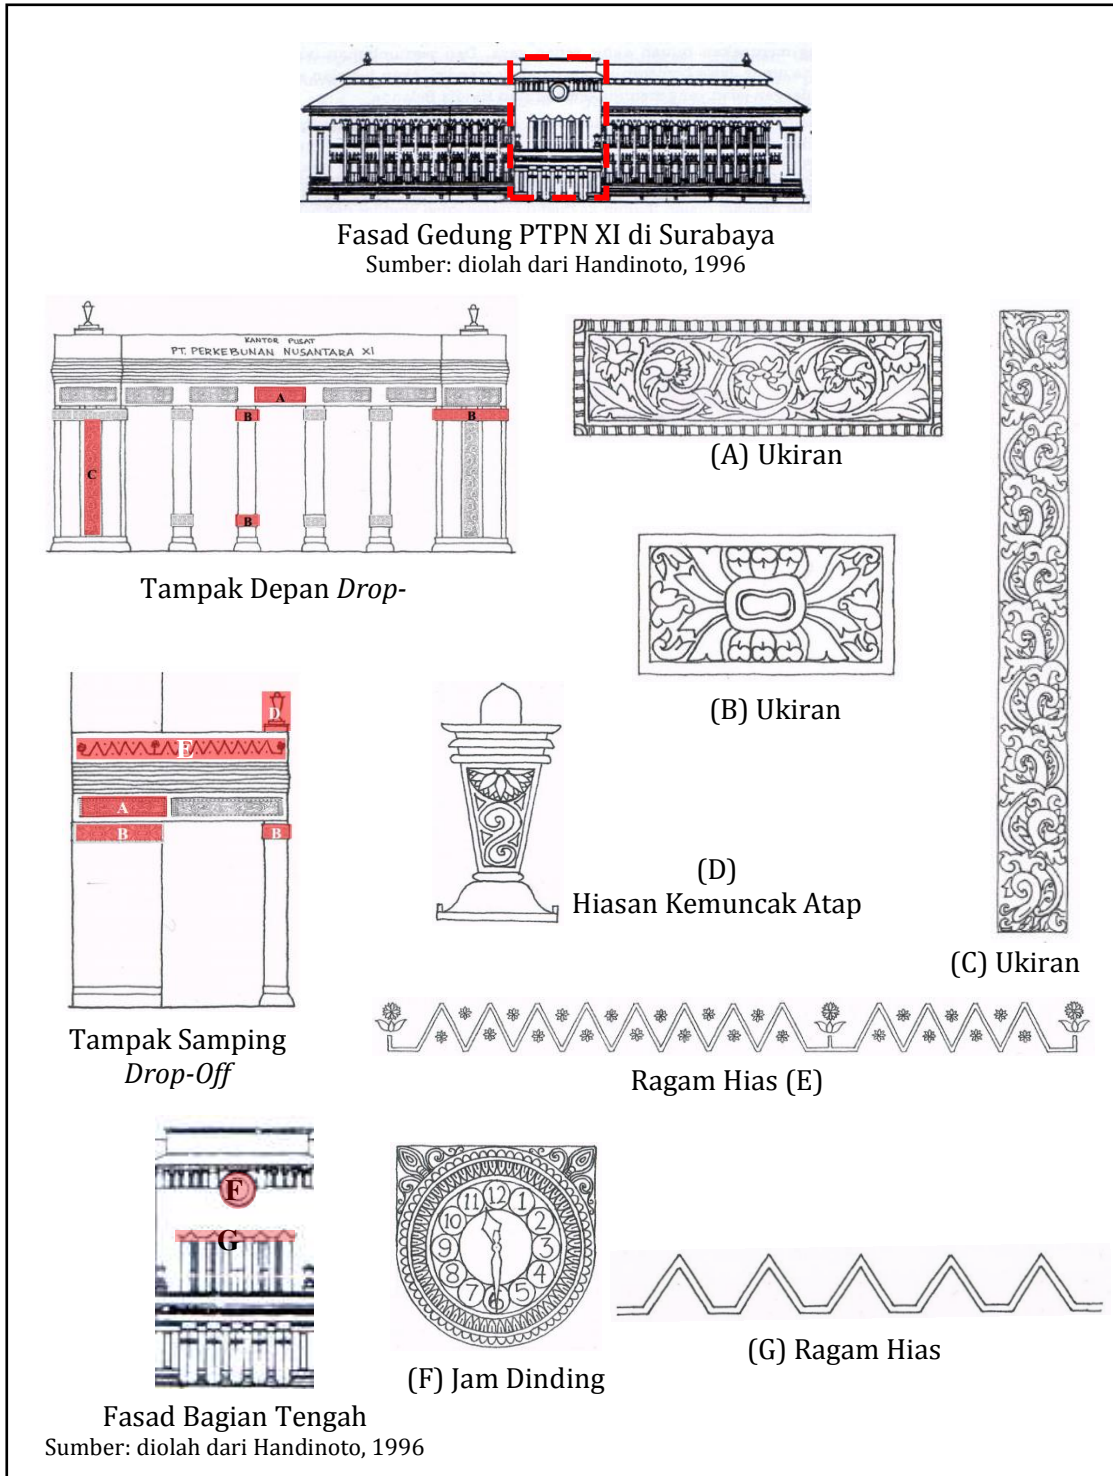 Fasad Gedung PTPN XI di Surabaya
Sumber: diolah dari Handinoto, 1996
KANTOR PUSAT
PT. PERKEBUNAN NUSANTARA XI
A
B
B
C
B
Tampak Depan Drop-
(A) Ukiran
(B) Ukiran
(C) Ukiran
D
E
A
B
B
Tampak Samping
Drop-Off
(D)
Hiasan Kemuncak Atap
Ragam Hias (E)
F
G
Fasad Bagian Tengah
Sumber: diolah dari Handinoto, 1996
11 12 1
10 2
9 3
8 4
7 6 5
(F) Jam Dinding
(G) Ragam Hias